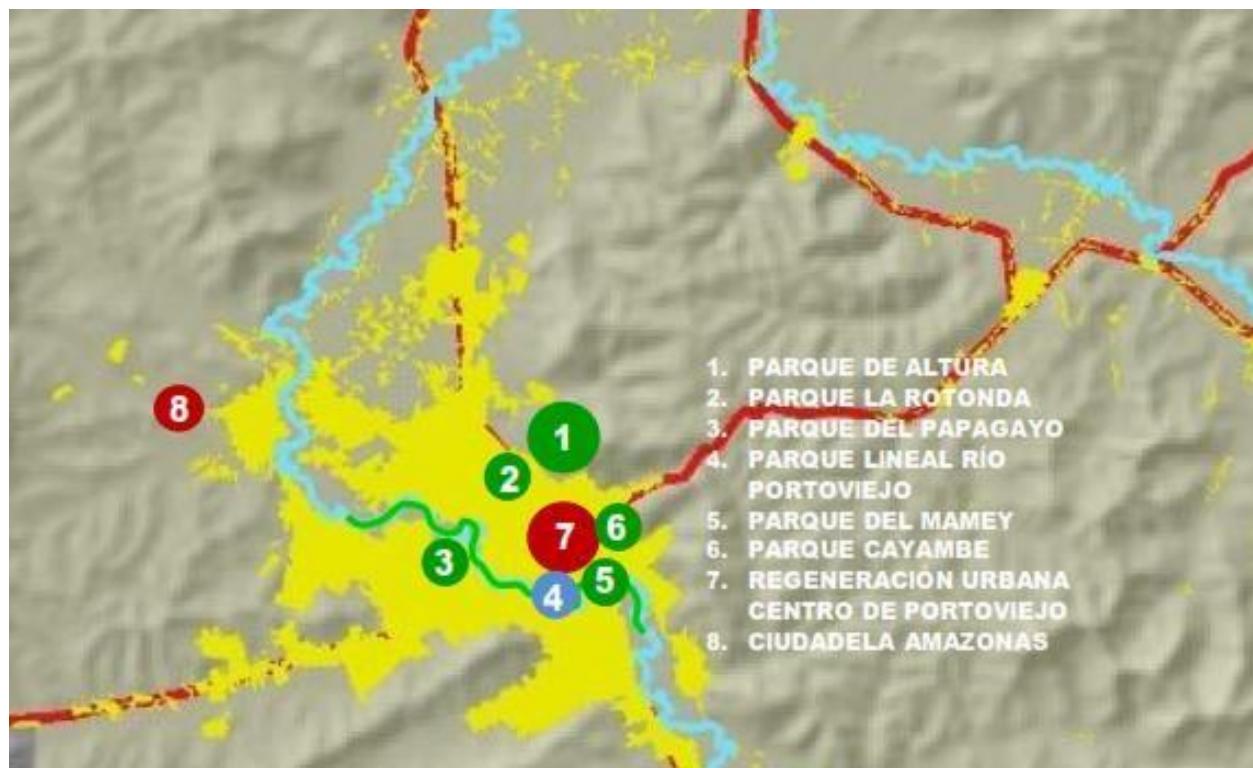 8
1
2
7
6
3
4
5
1. PARQUE DE ALTURA
2. PARQUE LA ROTONDA
3. PARQUE DEL PAPAGAYO
4. PARQUE LINEAL RÍO
PORTOVIEJO
5. PARQUE DEL MAMEY
6. PARQUE CAYAMBE
7. REGENERACION URBANA
CENTRO DE PORTOVIEJO
8. CIUDADELA AMAZONAS